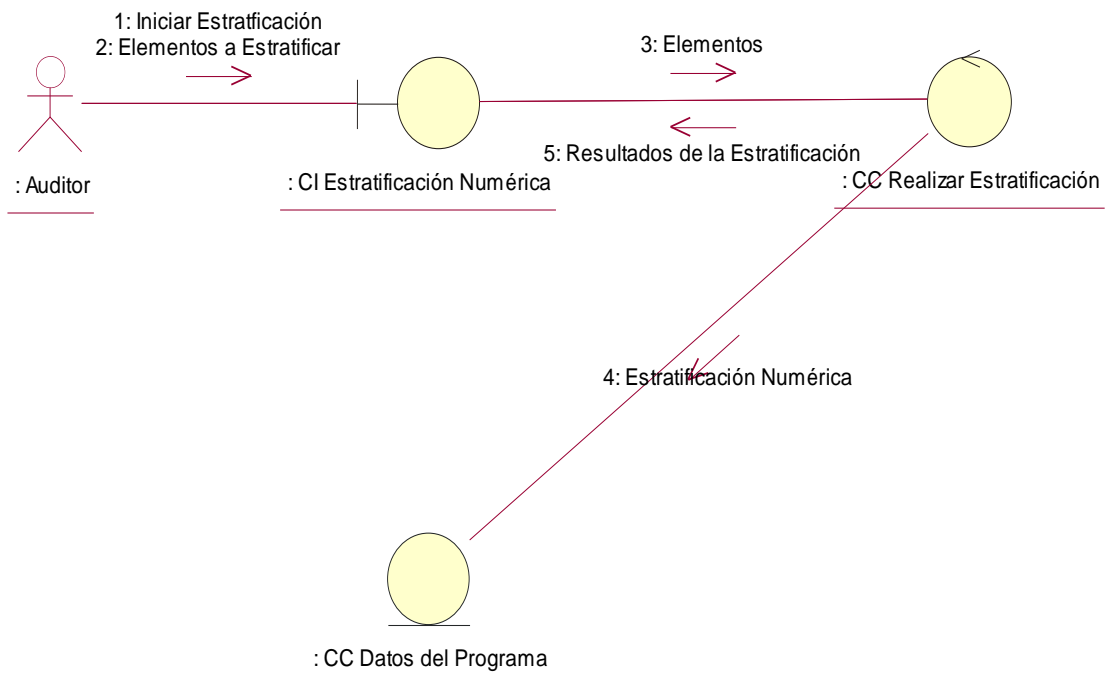 1: Iniciar Estratficación
2: Elementos a Estratificar
3: Elementos
5: Resultados de la Estratificación
: Auditor
: CI Estratificación Numérica
: CC Realizar Estratificación
4: Estratificación Numérica
: CC Datos del Programa